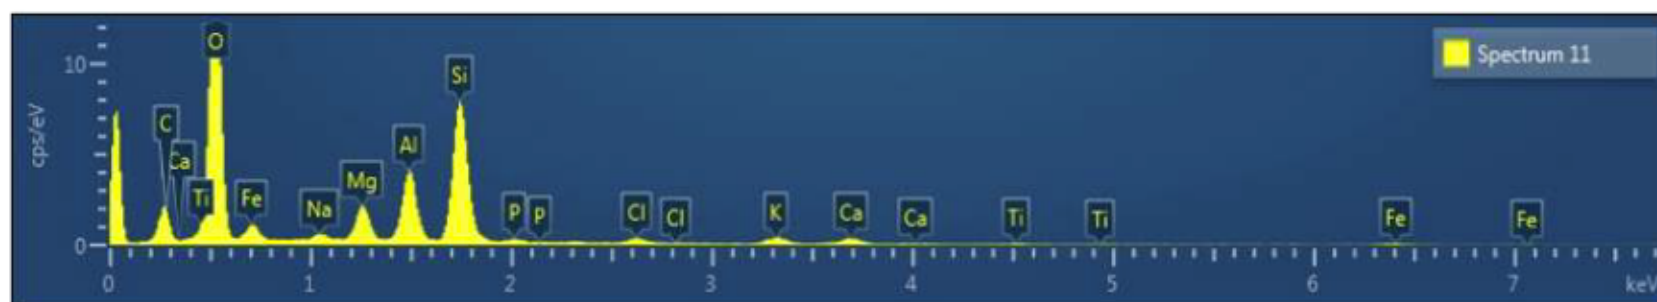 O
Spectrum 11
10
Si
C
Al
Ca
Mg
Ti
Fe
Na
P
P
Cl
Cl
K
Ca
Ca
Ti
Ti
Fe
Fe
cps/eV
0
0
1
2
3
4
5
6
7
keV